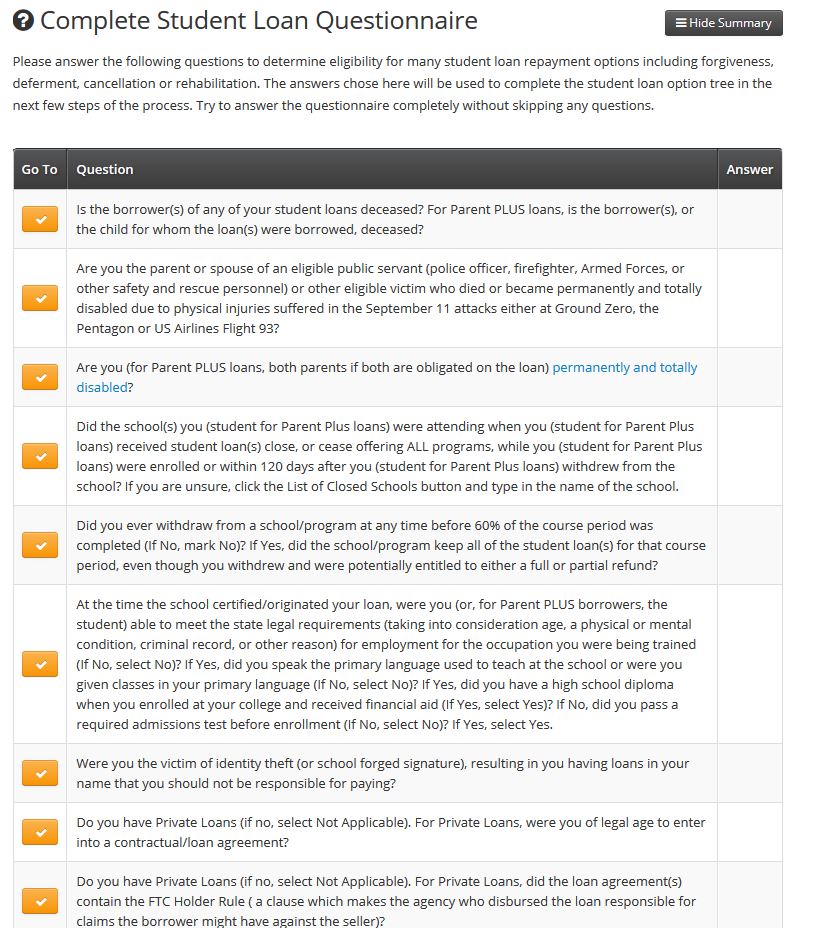 Complete Student Loan Questionnaire
Hide Summary
Please answer the following questions to determine eligibility for many student loan repayment options including forgiveness,
deferment, cancellation or rehabilitation. The answers chose here will be used to complete the student loan option tree in the
next few steps of the process. Try to answer the questionnaire completely without skipping any questions.
Go To Question Answer
Is the borrower(s) of any of your student loans deceased? For Parent PLUS loans, is the borrower(s), or
the child for whom the loan(s) were borrowed, deceased?
Are you the parent or spouse of an eligible public servant (police officer, firefighter, Armed Forces, or
other safety and rescue personnel) or other eligible victim who died or became permanently and totally
disabled due to physical injuries suffered in the September 11 attacks either at Ground Zero, the
Pentagon or US Airlines Flight 93?
Are you (for Parent PLUS loans, both parents if both are obligated on the loan) permanently and totally
disabled?
Did the school(s) you (student for Parent Plus loans) were attending when you (student for Parent Plus
loans) received student loan(s) close, or cease offering ALL programs, while you (student for Parent Plus
loans) were enrolled or within 120 days after you (student for Parent Plus loans) withdrew from the
school? If you are unsure, click the List of Closed Schools button and type in the name of the school.
Did you ever withdraw from a school/program at any time before 60% of the course period was
completed (If No, mark No)? If Yes, did the school/program keep all of the student loan(s) for that course
period, even though you withdrew and were potentially entitled to either a full or partial refund?
At the time the school certified/originated your loan, were you (or, for Parent PLUS borrowers, the
student) able to meet the state legal requirements (taking into consideration age, a physical or mental
condition, criminal record, or other reason) for employment for the occupation you were being trained
(If No, select No)? If Yes, did you speak the primary language used to teach at the school or were you
given classes in your primary language (If No, select No)? If Yes, did you have a high school diploma
when you enrolled at your college and received financial aid (If Yes, select Yes)? If No, did you pass a
required admissions test before enrollment (If No, select No)? If Yes, select Yes.
Were you the victim of identity theft (or school forged signature), resulting in you having loans in your
name that you should not be responsible for paying?
Do you have Private Loans (if no, select Not Applicable). For Private Loans, were you of legal age to enter
into a contractual/loan agreement?
Do you have Private Loans (if no, select Not Applicable). For Private Loans, did the loan agreement(s)
contain the FTC Holder Rule ( a clause which makes the agency who disbursed the loan responsible for
claims the borrower might have against the seller)?